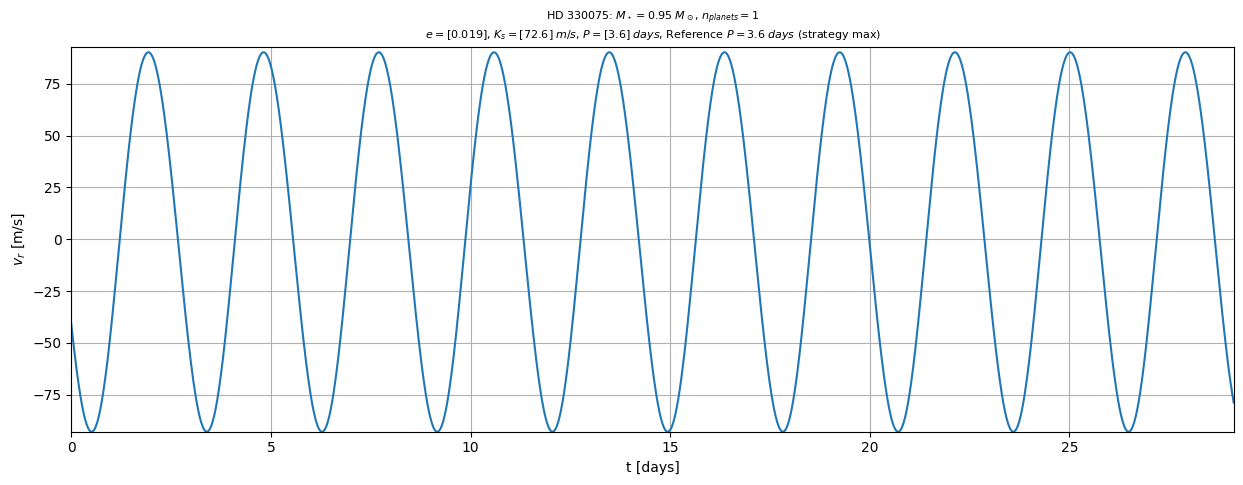 HD 330075: M⋆ = 0.95 M⊙, nplanets = 1
e = [0.019], Ks = [72.6] m/s, P = [3.6] days, Reference P = 3.6 days (strategy max)
75
50
25
0
−25
−50
−75
vr [m/s]
0 5 10 15 20 25
t [days]